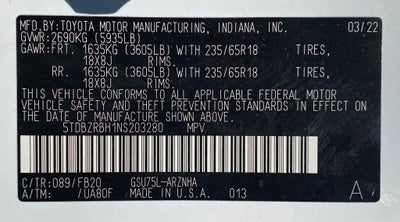 MFD.BY:TOYOTA MOTOR MANUFACTURING, INDIANA, INC. 03/22
GVWR:2690KG (5935LB)
GAWR:FRT. 1635KG (3605LB) WITH 235/65R18 TIRES,
18X8J RIMS.
RR. 1635KG (3605LB) WITH 235/65R18 TIRES,
18X8J RIMS.
THIS VEHICLE CONFORMS TO ALL APPLICABLE FEDERAL MOTOR
VEHICLE SAFETY AND BUMPER STANDARDS IN EFFECT ON
THE DATE OF MANUFACTURE SHOWN ABOVE.
5TDBZRBH1NS203280 MPV
C/TR:089/FB20 GSU75L-ARZNHA
A/TM: /UA80F MADE IN U.S.A. 013 A